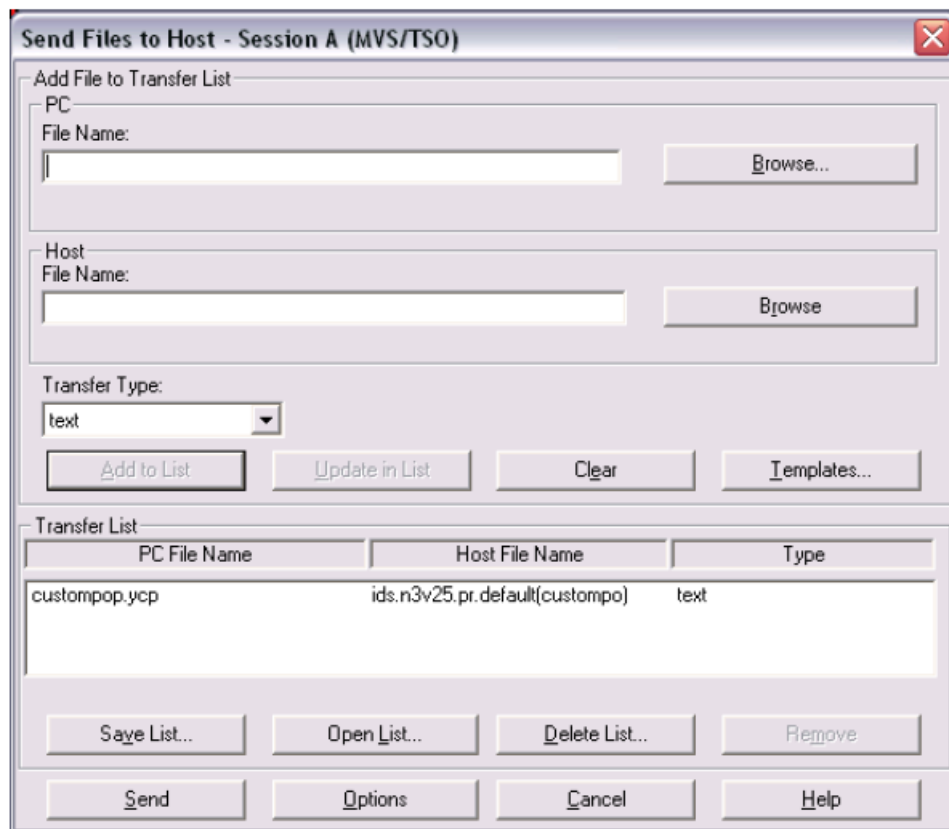 Send Files to Host - Session A (MVS/TSO)
Add File to Transfer List
PC
File Name:
Browse...
Host
File Name:
Browse
Transfer Type:
text
Add to List Update in List Clear Templates...
Transfer List
PC File Name Host File Name Type
custompop.ycp ids.n3v25.pr.default(custompo) text
Save List... Open List... Delete List... Remove
Send Options Cancel Help